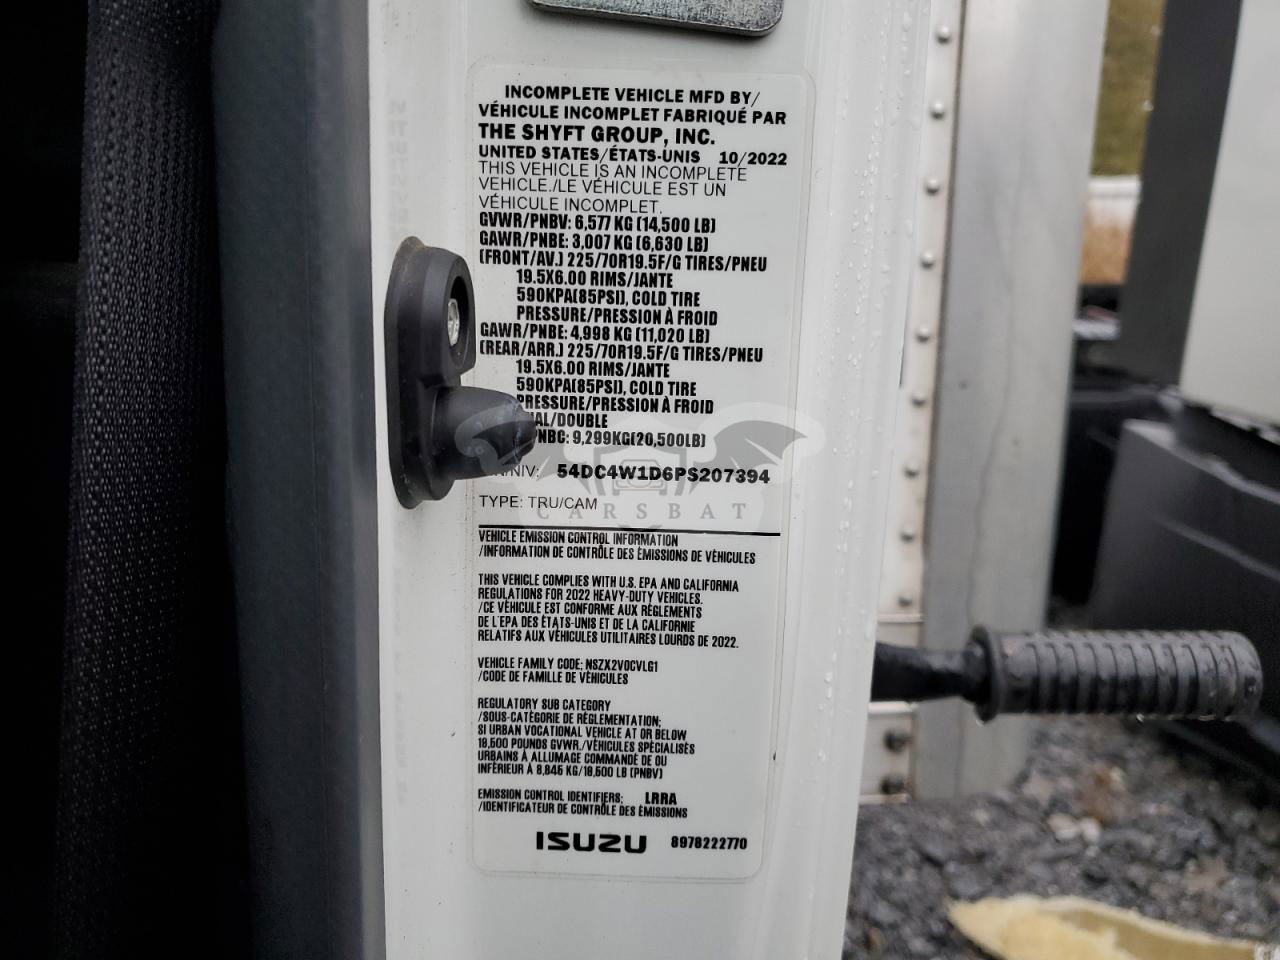 INCOMPLETE VEHICLE MFD BY/
VÉHICULE INCOMPLET FABRIQUÉ PAR
THE SHYFT GROUP, INC.
UNITED STATES/ÉTATS-UNIS 10/2022
THIS VEHICLE IS AN INCOMPLETE
VEHICLE./LE VÉHICULE EST UN
VÉHICULE INCOMPLET.
GVWR/PNBV: 6,577 KG (14,500 LB)
GAWR/PNBE: 3,007 KG (6,630 LB)
(FRONT/AV.) 225/70R19.5F/G TIRES/PNEU
19.5X6.00 RIMS/JANTE
590KPA(85PSI), COLD TIRE
PRESSURE/PRESSION À FROID
GAWR/PNBE: 4,998 KG (11,020 LB)
(REAR/ARR.) 225/70R19.5F/G TIRES/PNEU
19.5X6.00 RIMS/JANTE
590KPA(85PSI), COLD TIRE
PRESSURE/PRESSION À FROID
AL/DOUBLE
PNBC: 9,299KG(20,500LB)
/NIV: 54DC4W1D6PS207394
TYPE: TRU/CAM
CARSBAT
VEHICLE EMISSION CONTROL INFORMATION
/INFORMATION DE CONTRÔLE DES ÉMISSIONS DE VÉHICULES
THIS VEHICLE COMPLIES WITH U.S. EPA AND CALIFORNIA
REGULATIONS FOR 2022 HEAVY-DUTY VEHICLES.
/CE VÉHICULE EST CONFORME AUX RÈGLEMENTS
DE L'EPA DES ÉTATS-UNIS ET DE LA CALIFORNIE
RELATIFS AUX VÉHICULES UTILITAIRES LOURDS DE 2022.
VEHICLE FAMILY CODE: NSZX2VOCVLG1
/CODE DE FAMILLE DE VÉHICULES
REGULATORY SUB CATEGORY
/SOUS-CATÉGORIE DE RÉGLEMENTATION:
SI URBAN VOCATIONAL VEHICLE AT OR BELOW
19,500 POUNDS GVWR./VÉHICULES SPÉCIALISÉS
URBAINS À ALLUMAGE COMMANDÉ DE OU
INFÉRIEUR À 8,845 KG/19,500 LB (PNBV)
EMISSION CONTROL IDENTIFIERS: LRRA
/IDENTIFICATEUR DE CONTRÔLE DES ÉMISSIONS
ISUZU 8978222770